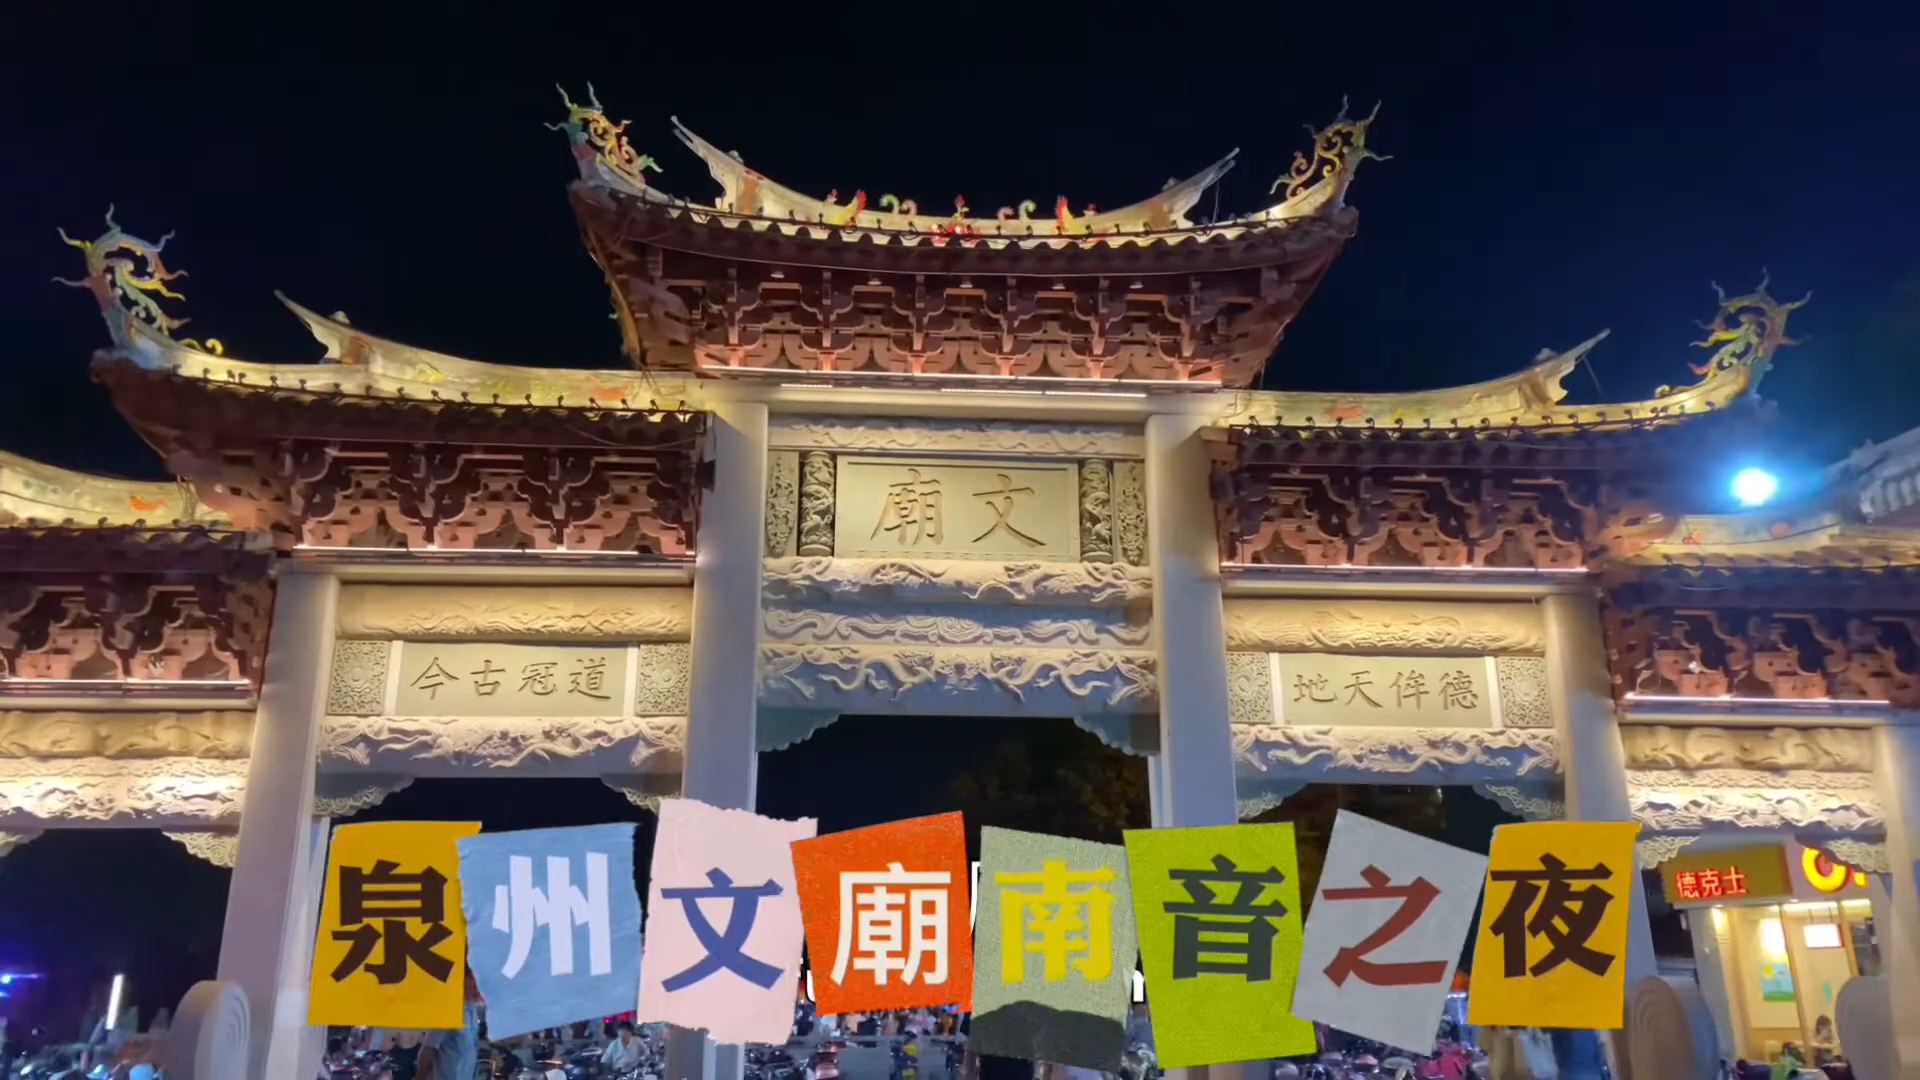 文廟
道冠古今
德侔天地
德克士
泉州文廟南音之夜